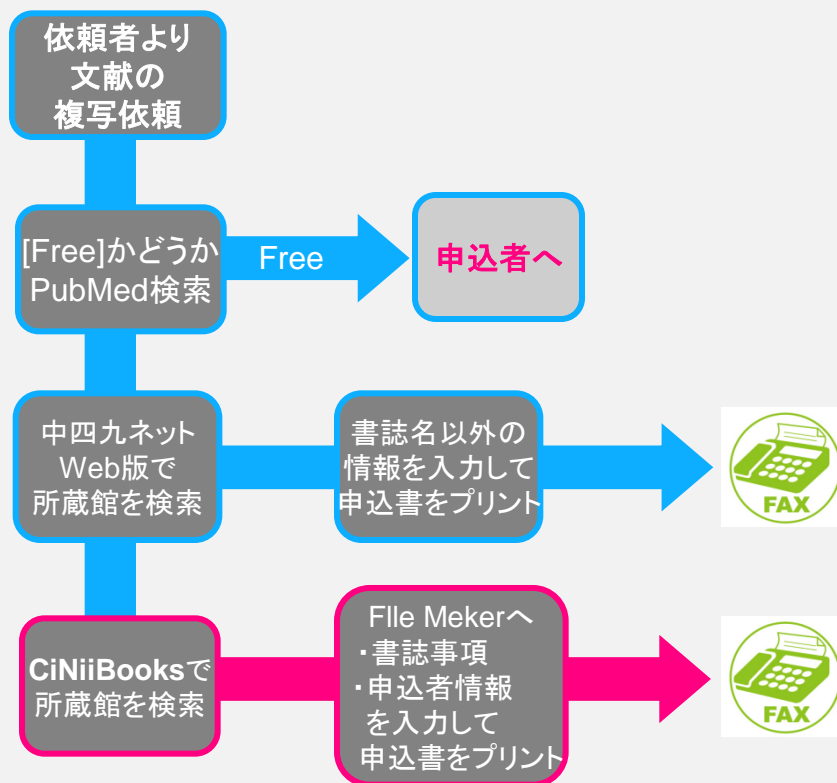 依頼者より
文献の
複写依頼
[Free]かどうか
PubMed検索
Free
申込者へ
中四九ネット
Web版で
所蔵館を検索
書誌名以外の
情報を入力して
申込書をプリント
FAX
CiNiiBooksで
所蔵館を検索
FIle Mekerへ
・書誌事項
・申込者情報
を入力して
申込書をプリント
FAX